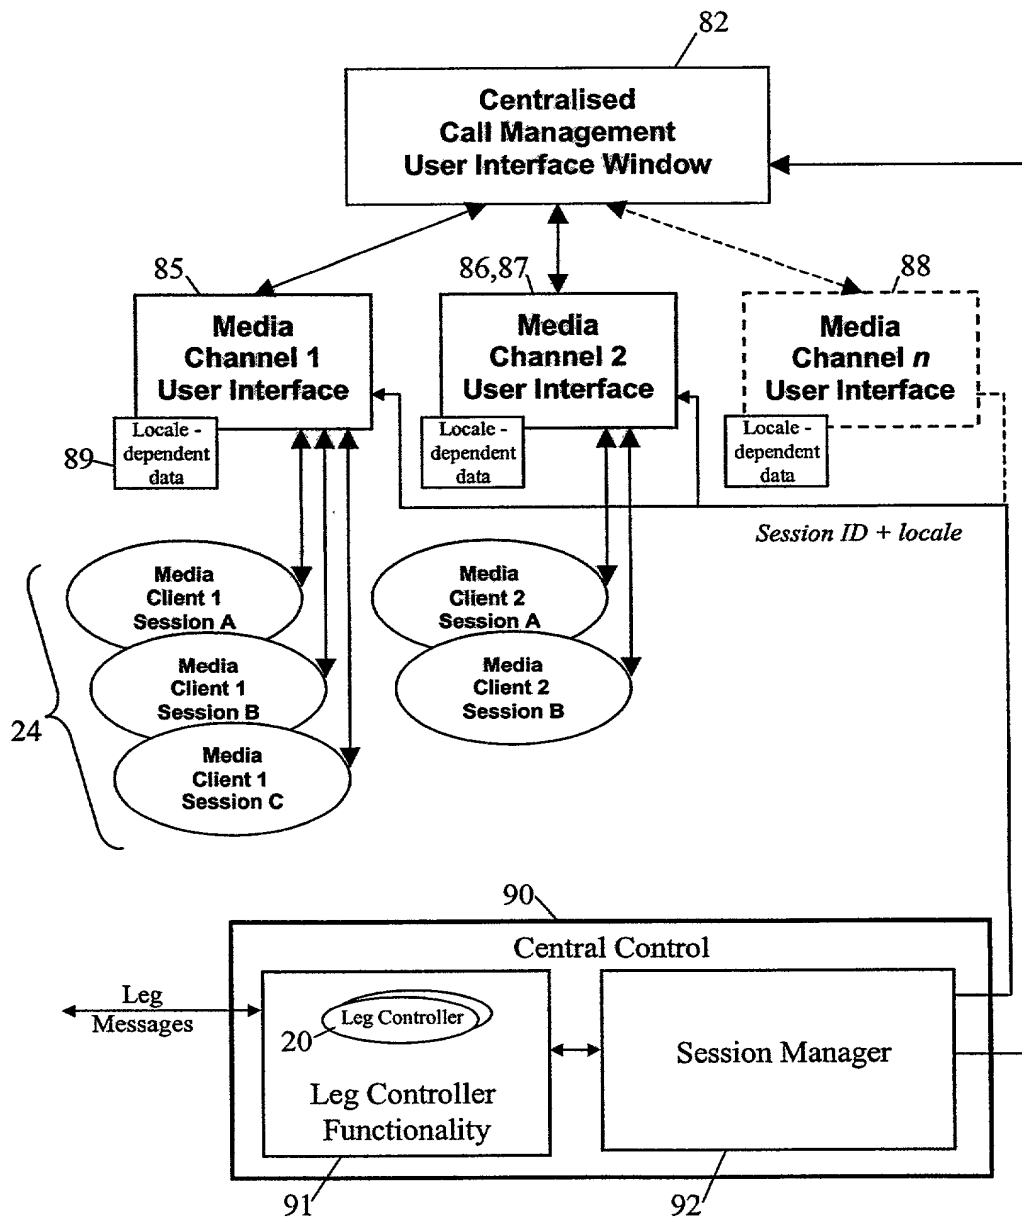 82
Centralised
Call Management
User Interface Window
85
86,87
88
Media
Channel 1
User Interface
Media
Channel 2
User Interface
Media
Channel n
User Interface
89
Locale -
dependent
data
Locale -
dependent
data
Locale -
dependent
data
Session ID + locale
24
Media
Client 1
Session A
Media
Client 1
Session B
Media
Client 1
Session C
Media
Client 2
Session A
Media
Client 2
Session B
90
Central Control
Leg
Messages
20
Leg Controller
Leg Controller
Functionality
Session Manager
91
92